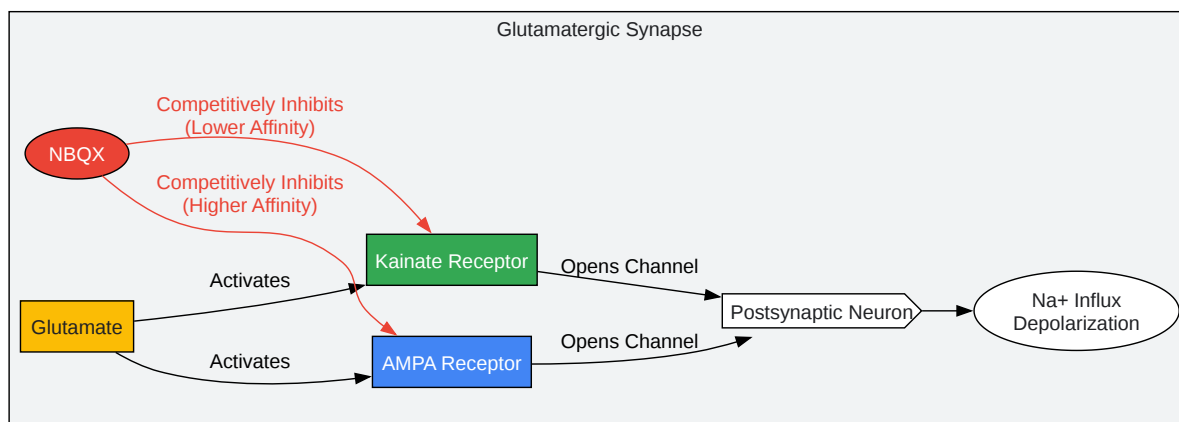 Glutamatergic Synapse
Competitively Inhibits
(Lower Affinity)
NBQX
Competitively Inhibits
(Higher Affinity)
Kainate Receptor
Opens Channel
Activates
Glutamate
Postsynaptic Neuron
Na+ Influx
Depolarization
Activates
AMPA Receptor
Opens Channel